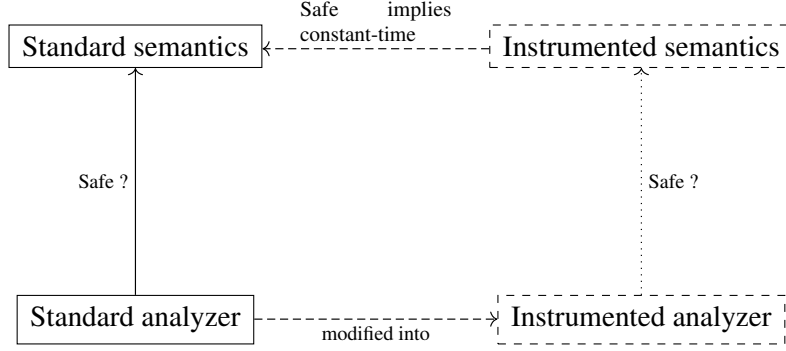 Safe implies
constant-time
Standard semantics
Instrumented semantics
Safe ?
Safe ?
Standard analyzer
Instrumented analyzer
modified into